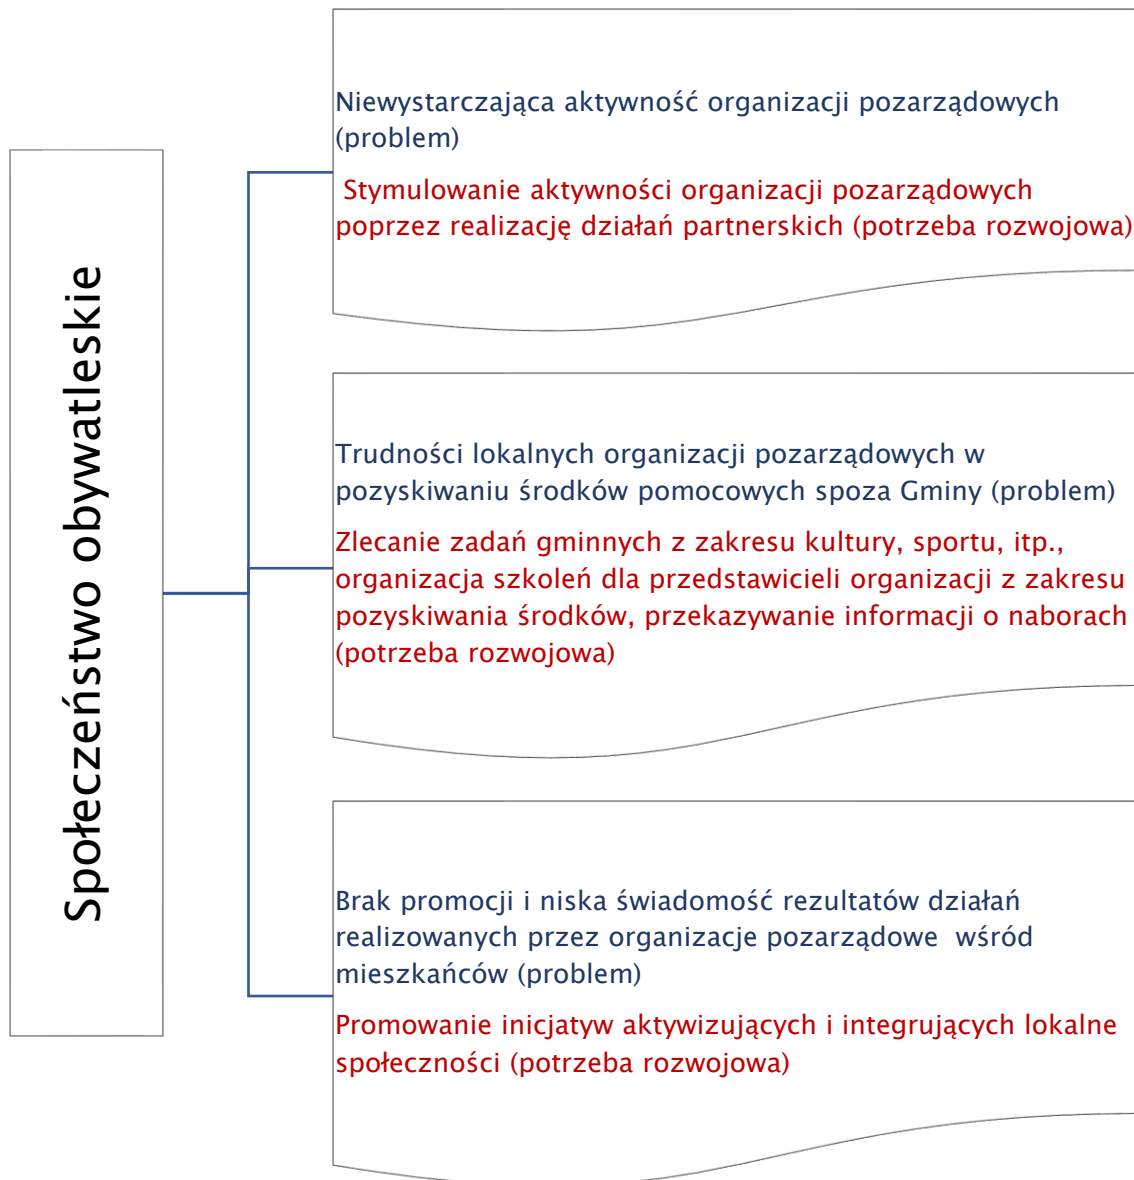 Społeczeństwo obywatleskie
Niewystarczająca aktywność organizacji pozarządowych
(problem)
Stymulowanie aktywności organizacji pozarządowych
poprzez realizację działań partnerskich (potrzeba rozwojowa)
Trudności lokalnych organizacji pozarządowych w
pozyskiwaniu środków pomocowych spoza Gminy (problem)
Zlecanie zadań gminnych z zakresu kultury, sportu, itp.,
organizacja szkoleń dla przedstawicieli organizacji z zakresu
pozyskiwania środków, przekazywanie informacji o naborach
(potrzeba rozwojowa)
Brak promocji i niska świadomość rezultatów działań
realizowanych przez organizacje pozarządowe wśród
mieszkańców (problem)
Promowanie inicjatyw aktywizujących i integrujących lokalne
społeczności (potrzeba rozwojowa)